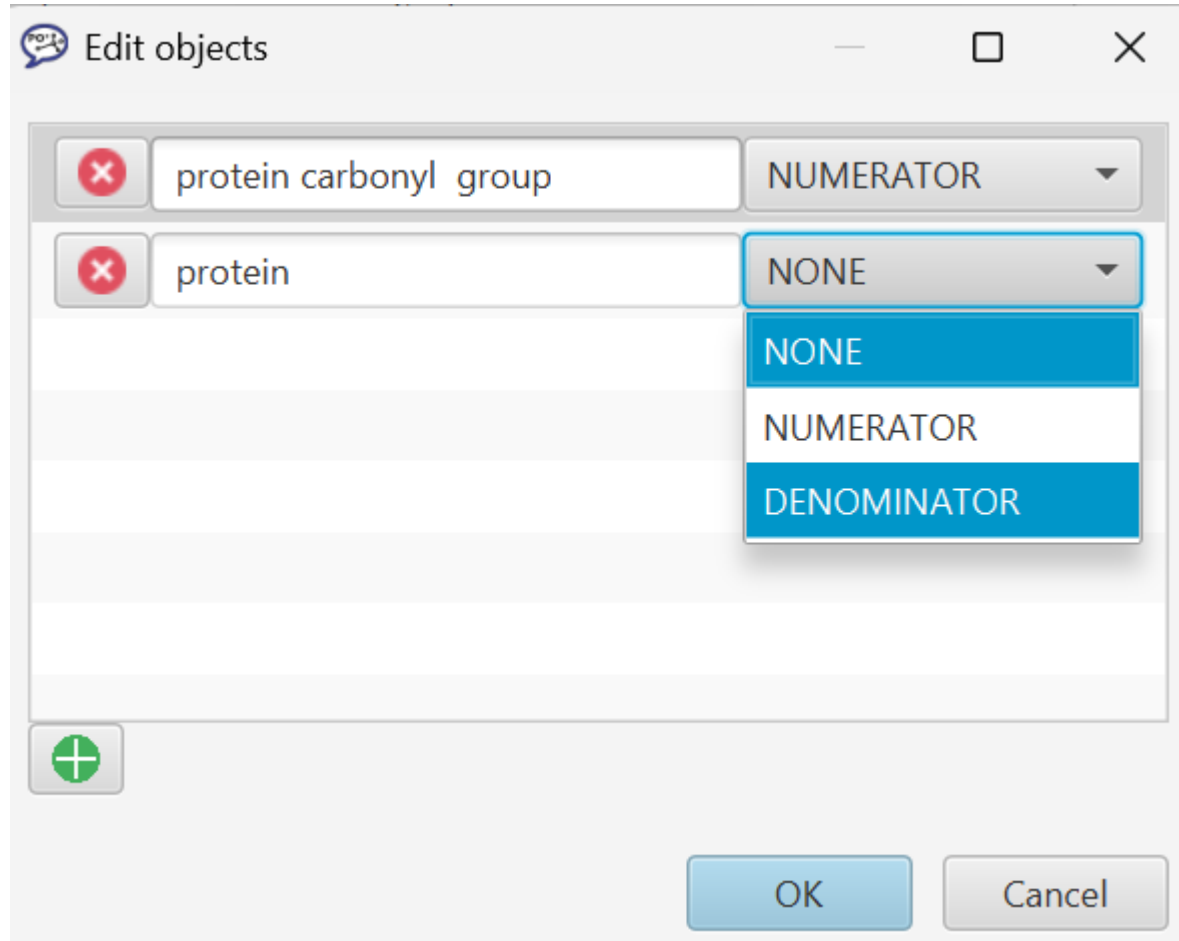 Edit objects
protein carbonyl  group NUMERATOR
protein NONE
NONE
NUMERATOR
DENOMINATOR
OK Cancel